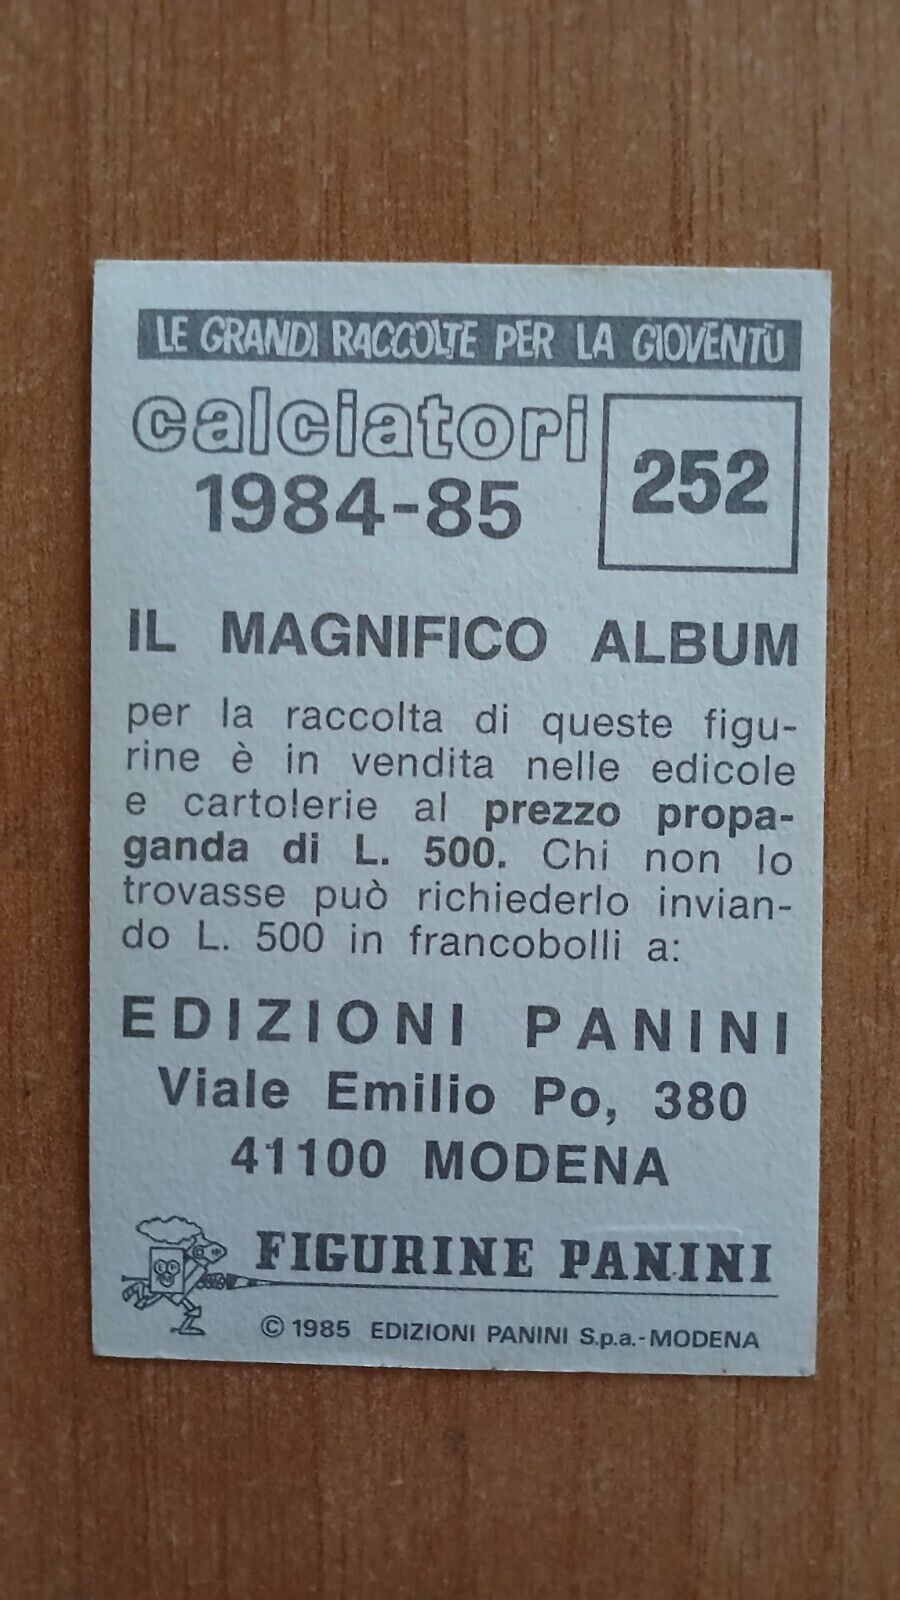 LE GRANDI RACCOLTE PER LA GIOVENTÙ
calciatori
1984-85
252
IL MAGNIFICO ALBUM
per la raccolta di queste figu-
rine è in vendita nelle edicole
e cartolerie al prezzo propa-
ganda di L. 500. Chi non lo
trovasse può richiederlo invian-
do L. 500 in francobolli a:
EDIZIONI PANINI
Viale Emilio Po, 380
41100 MODENA
FIGURINE PANINI
© 1985 EDIZIONI PANINI S.p.a.-MODENA